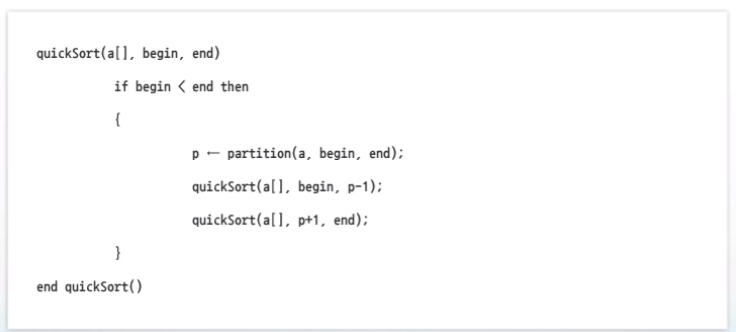 quickSort(a[], begin, end)
if begin < end then
{
p ← partition(a, begin, end);
quickSort(a[], begin, p-1);
quickSort(a[], p+1, end);
}
end quickSort()